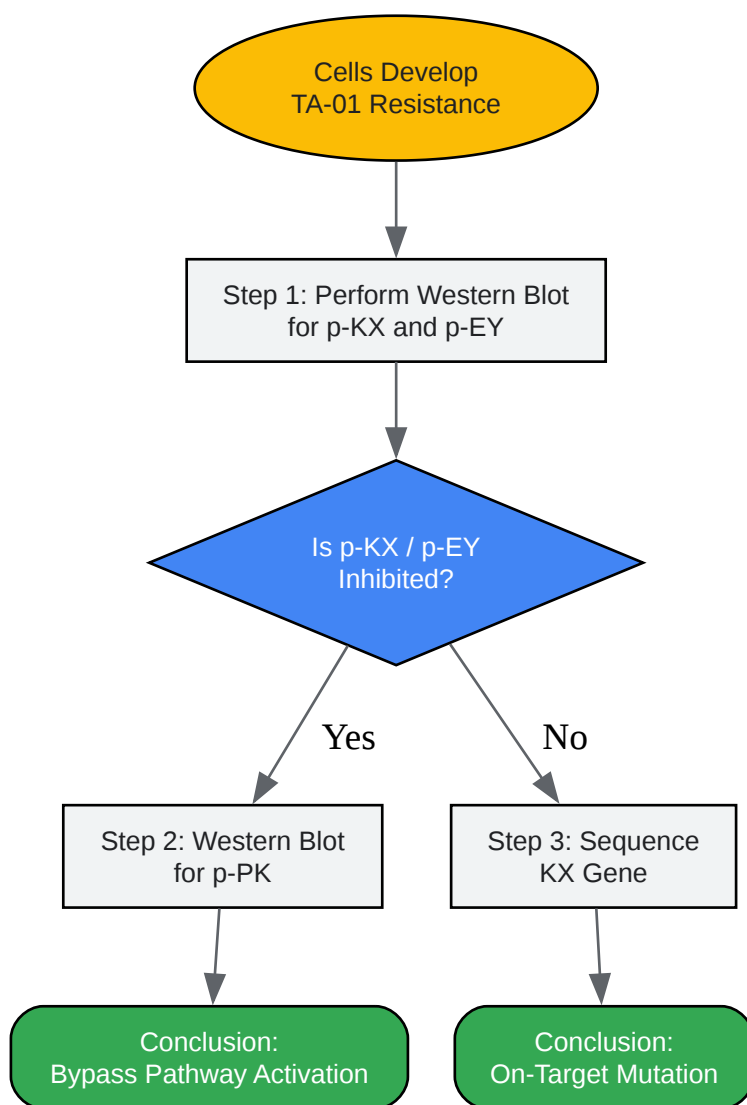 Cells Develop
TA-01 Resistance
Step 1: Perform Western Blot
for p-KX and p-EY
Is p-KX / p-EY
Inhibited?
Yes
No
Step 2: Western Blot
for p-PK
Step 3: Sequence
KX Gene
Conclusion:
Bypass Pathway Activation
Conclusion:
On-Target Mutation